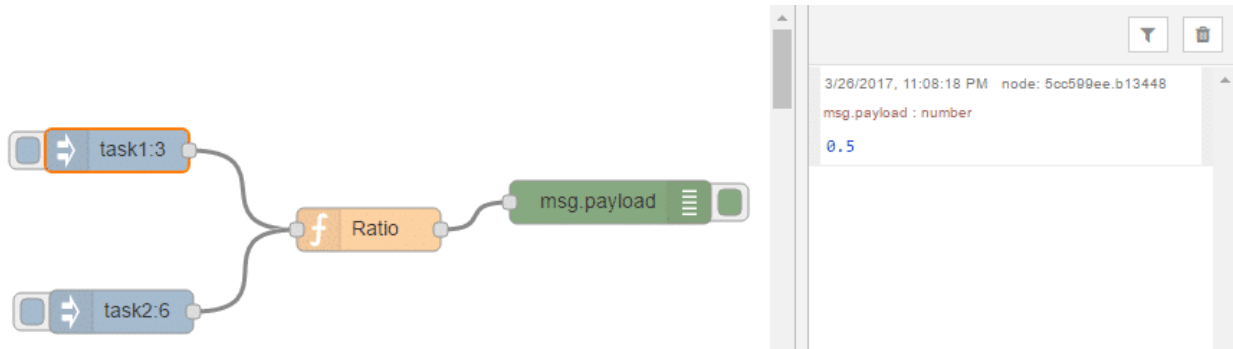 task1:3
Ratio
msg.payload
task2:6
3/26/2017, 11:08:18 PM node: 5cc599ee.b13448
msg.payload : number
0.5